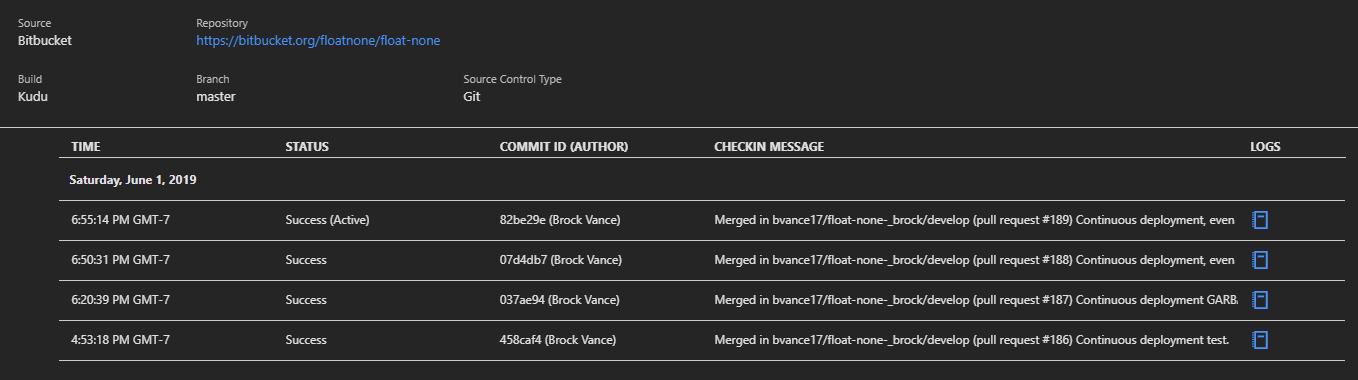 Source Repository
Bitbucket https://bitbucket.org/floatnone/float-none
Build Branch Source Control Type
Kudu master Git
TIME STATUS COMMIT ID (AUTHOR) CHECKIN MESSAGE LOGS
Saturday, June 1, 2019
6:55:14 PM GMT-7 Success (Active) 82be29e (Brock Vance) Merged in bvance17/float-none-_brock/develop (pull request #189) Continuous deployment, even
6:50:31 PM GMT-7 Success 07d4db7 (Brock Vance) Merged in bvance17/float-none-_brock/develop (pull request #188) Continuous deployment, even
6:20:39 PM GMT-7 Success 037ae94 (Brock Vance) Merged in bvance17/float-none-_brock/develop (pull request #187) Continuous deployment GARB
4:53:18 PM GMT-7 Success 458caf4 (Brock Vance) Merged in bvance17/float-none-_brock/develop (pull request #186) Continuous deployment test.